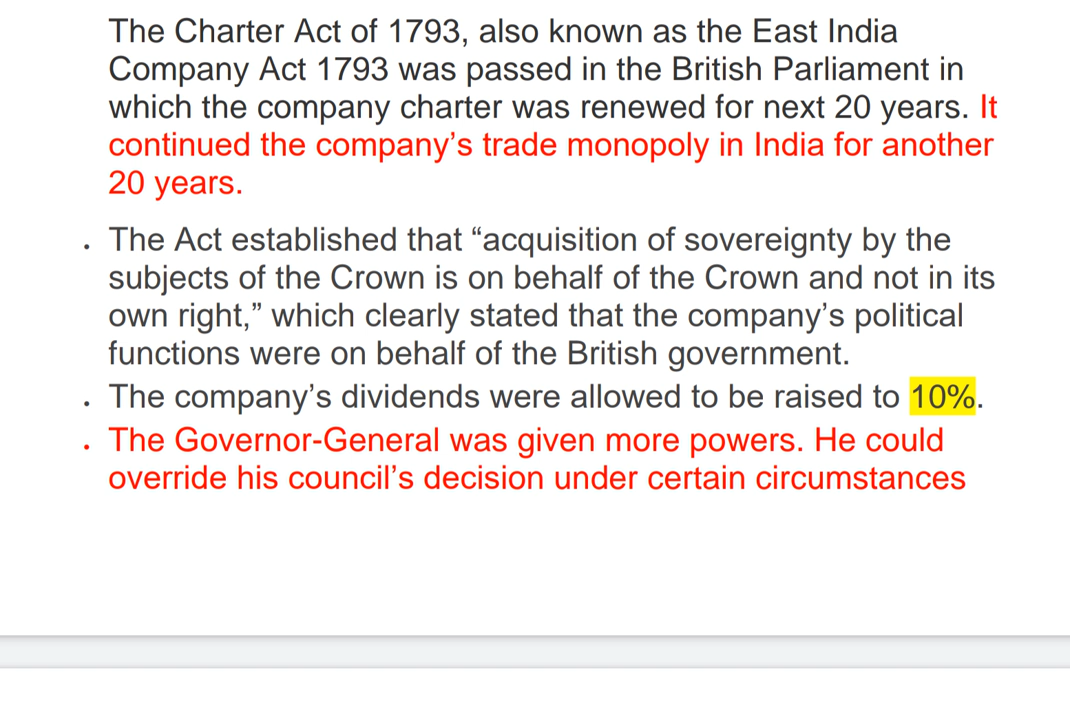 The Charter Act of 1793, also known as the East India
Company Act 1793 was passed in the British Parliament in
which the company charter was renewed for next 20 years. It
continued the company’s trade monopoly in India for another
20 years.
• The Act established that “acquisition of sovereignty by the
subjects of the Crown is on behalf of the Crown and not in its
own right,” which clearly stated that the company’s political
functions were on behalf of the British government.
• The company’s dividends were allowed to be raised to 10%.
• The Governor-General was given more powers. He could
override his council’s decision under certain circumstances